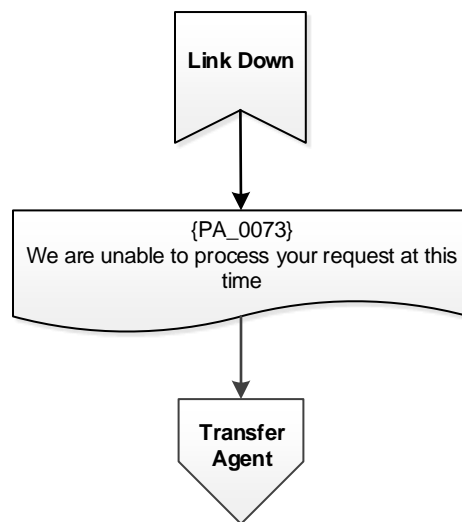 Link Down
{PA_0073}
We are unable to process your request at this
time
Transfer
Agent